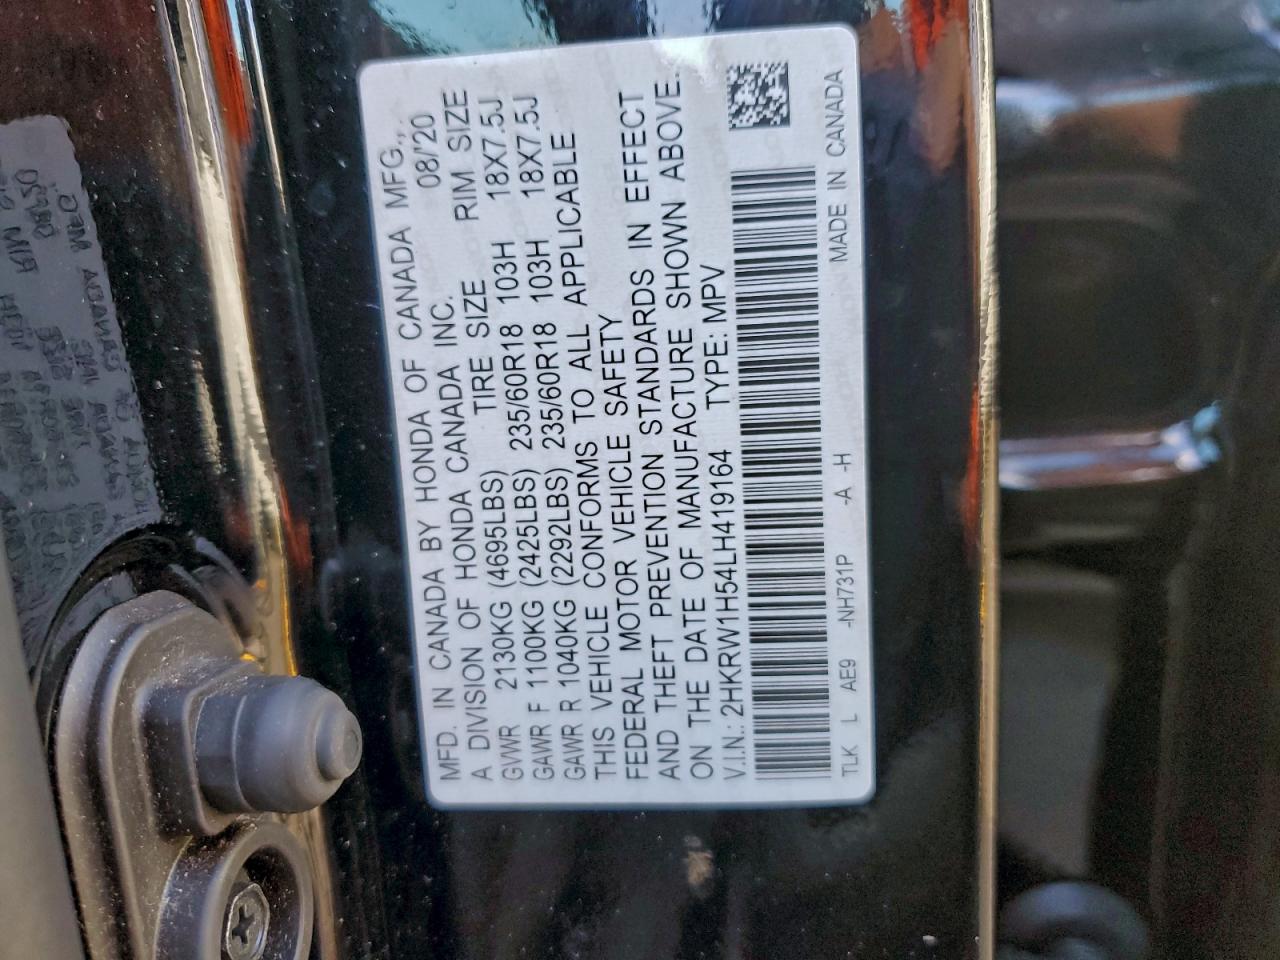 MFD. IN CANADA BY HONDA OF CANADA MFG.,
A DIVISION OF HONDA CANADA INC. 08/20
GVWR 2130KG (4695LBS) TIRE SIZE RIM SIZE
GAWR F 1100KG (2425LBS) 235/60R18 103H 18X7.5J
GAWR R 1040KG (2292LBS) 235/60R18 103H 18X7.5J
THIS VEHICLE CONFORMS TO ALL APPLICABLE
FEDERAL MOTOR VEHICLE SAFETY
AND THEFT PREVENTION STANDARDS IN EFFECT
ON THE DATE OF MANUFACTURE SHOWN ABOVE.
V.I.N.: 2HKRW1H54LH419164 TYPE: MPV
TLK L AE9 -NH731P -A -H MADE IN CANADA